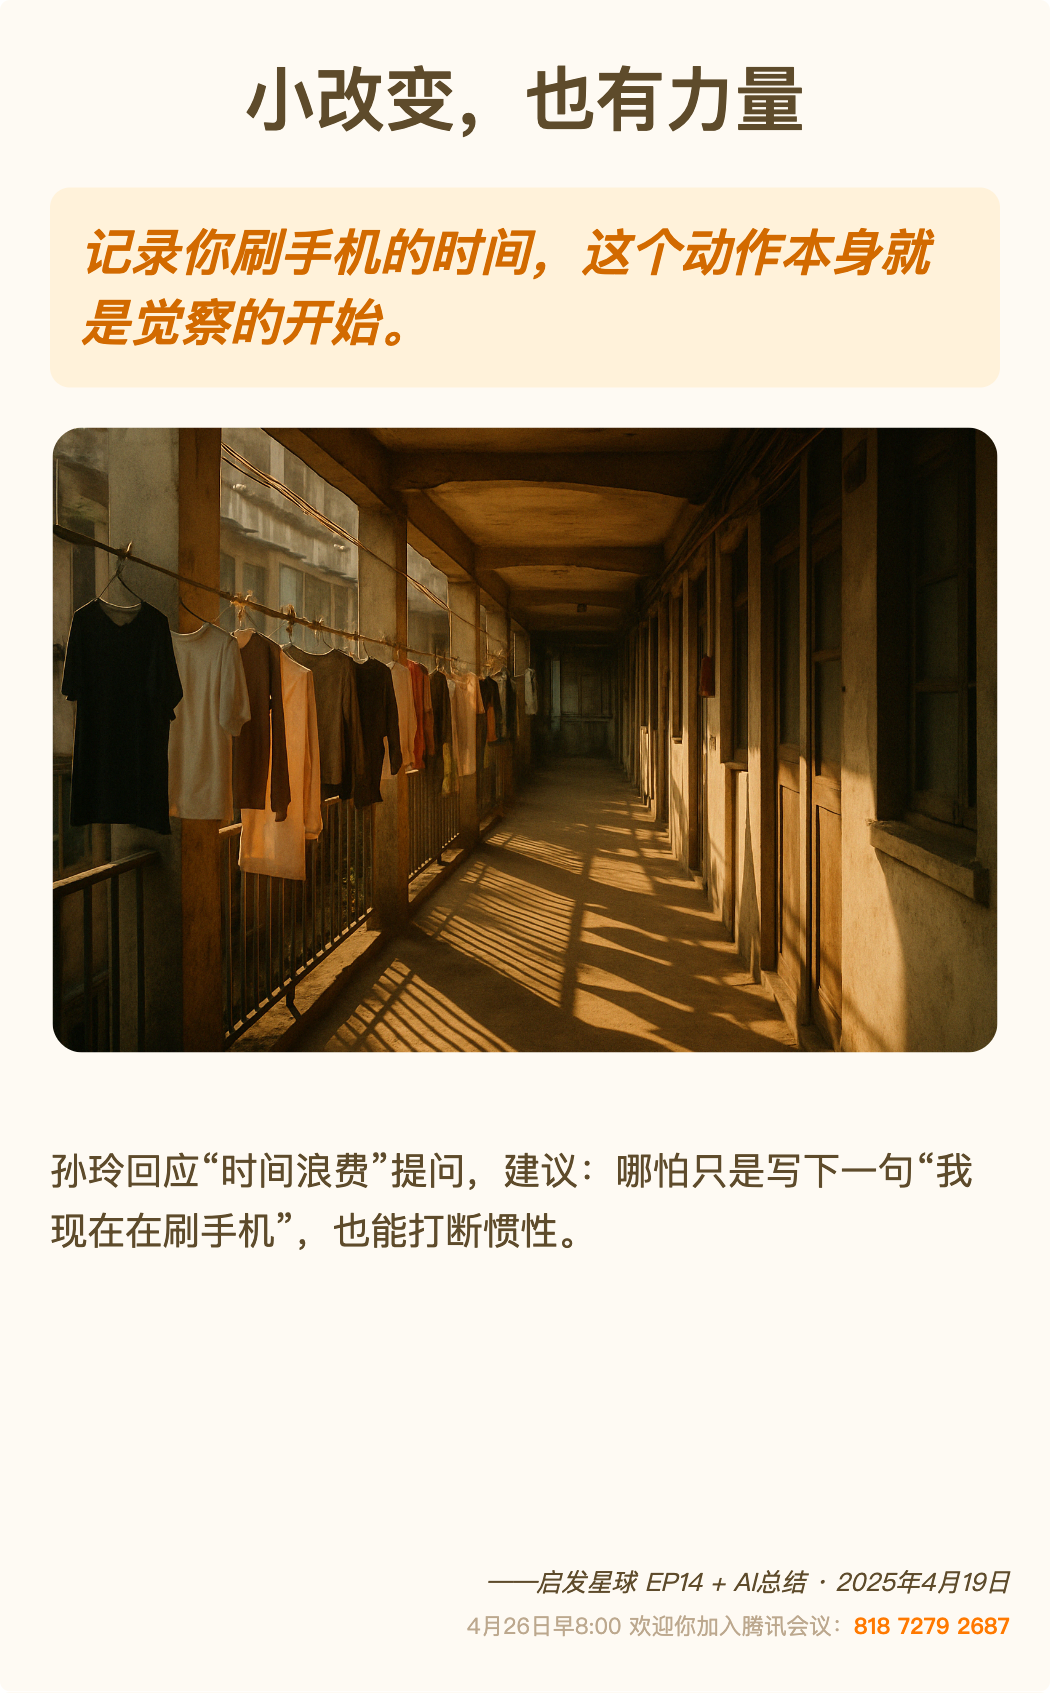 小改变，也有力量
记录你刷手机的时间，这个动作本身就
是觉察的开始。
孙玲回应“时间浪费”提问，建议：哪怕只是写下一句“我
现在在刷手机”，也能打断惯性。
——启发星球 EP14 + AI总结 · 2025年4月19日
4月26日早8:00 欢迎你加入腾讯会议：818 7279 2687